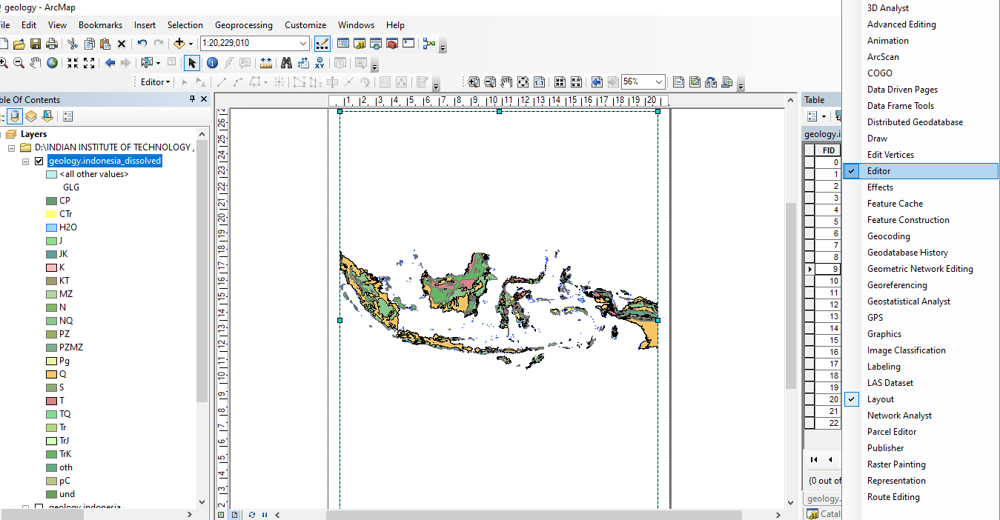 geology - ArcMap
ile Edit View Bookmarks Insert Selection Geoprocessing Customize Windows Help
1:20,229,010
Editor
56%
ble Of Contents
Layers
D:\INDIAN INSTITUTE OF TECHNOLOGY ,
geology.indonesia_dissolved
<all other values>
GLG
CP
CTr
H2O
J
JK
K
KT
MZ
N
NQ
PZ
PZMZ
Pg
Q
S
T
TQ
Tr
TrJ
TrK
oth
pC
und
geology.indonesia
1 2 3 4 5 6 7 8 9 10 11 12 13 14 15 16 17 18 19 20
26
25
24
23
22
21
20
19
18
17
16
15
14
13
12
11
10
9
8
7
6
5
4
3
2
Table
geology.i
FID
0
1
2
3
4
5
6
7
8
9
10
11
12
13
14
15
16
17
18
19
20
21
22
(0 out of
geology.
Catal
3D Analyst
Advanced Editing
Animation
ArcScan
COGO
Data Driven Pages
Data Frame Tools
Distributed Geodatabase
Draw
Edit Vertices
Editor
Effects
Feature Cache
Feature Construction
Geocoding
Geodatabase History
Geometric Network Editing
Georeferencing
Geostatistical Analyst
GPS
Graphics
Image Classification
Labeling
LAS Dataset
Layout
Network Analyst
Parcel Editor
Publisher
Raster Painting
Representation
Route Editing